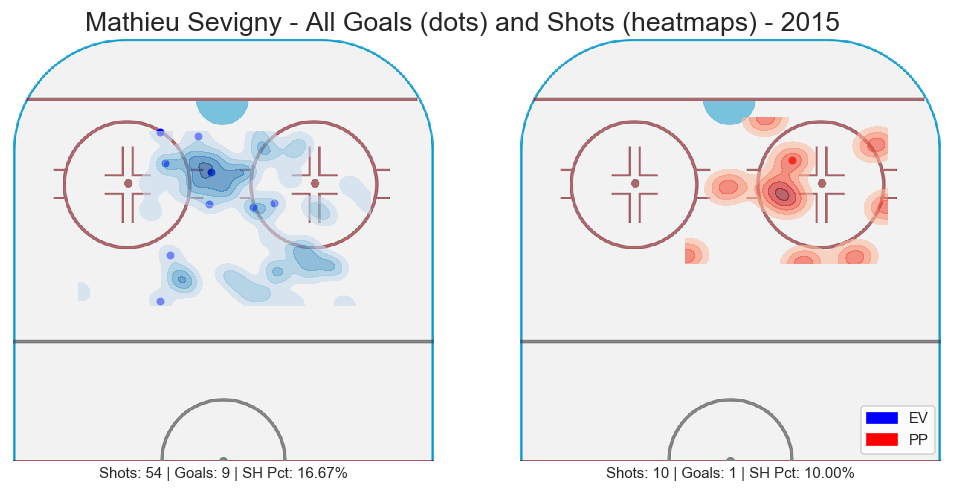 Mathieu Sevigny - All Goals (dots) and Shots (heatmaps) - 2015
EV
PP
Shots: 54 | Goals: 9 | SH Pct: 16.67%
Shots: 10 | Goals: 1 | SH Pct: 10.00%